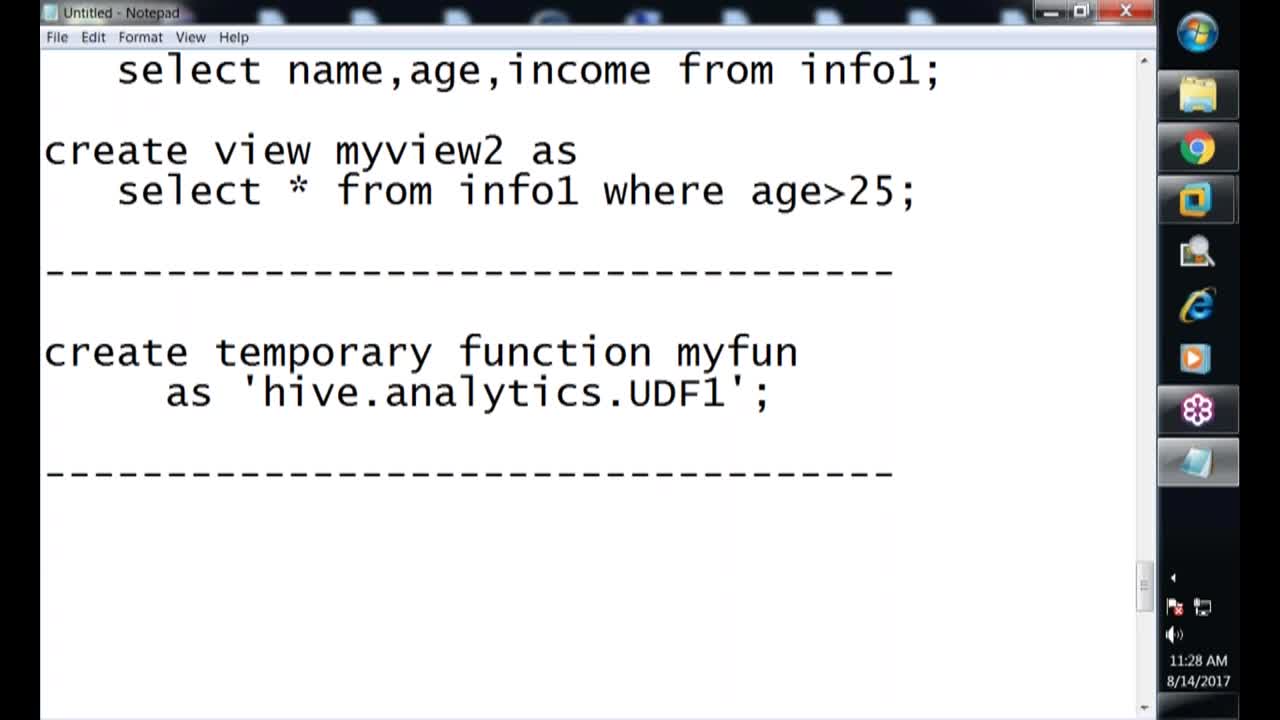 Untitled - Notepad
File Edit Format View Help
select name,age,income from info1;
create view myview2 as
select * from info1 where age>25;
-----------------------------------
create temporary function myfun
as 'hive.analytics.UDF1';
-----------------------------------
11:28 AM
8/14/2017